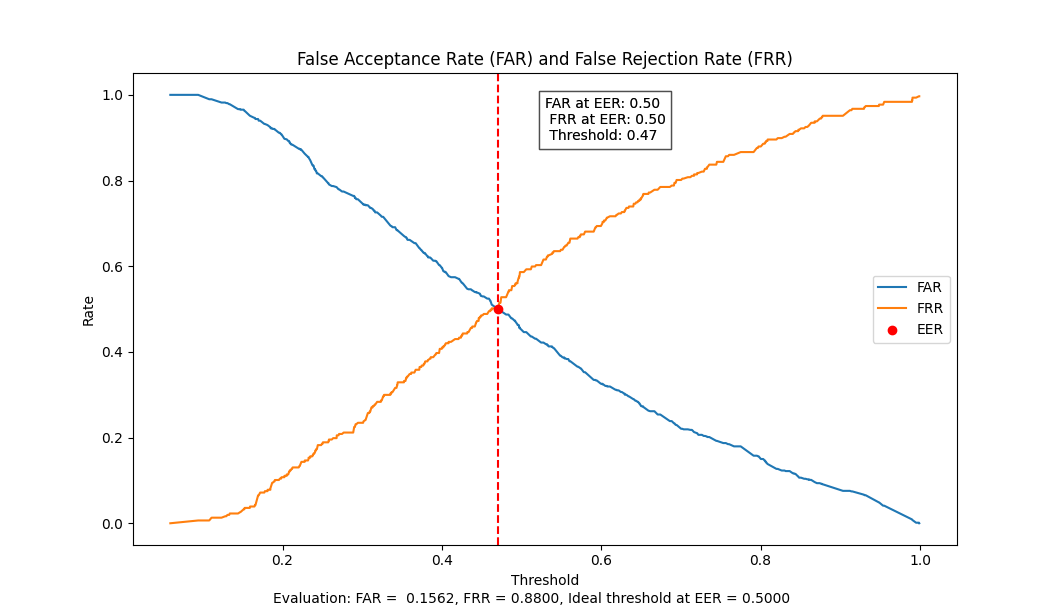 False Acceptance Rate (FAR) and False Rejection Rate (FRR)
1.0
0.8
0.6
0.4
0.2
0.0
Rate
FAR at EER: 0.50
FRR at EER: 0.50
Threshold: 0.47
FAR
FRR
EER
0.2
0.4
0.6
0.8
1.0
Threshold
Evaluation: FAR =  0.1562, FRR = 0.8800, Ideal threshold at EER = 0.5000